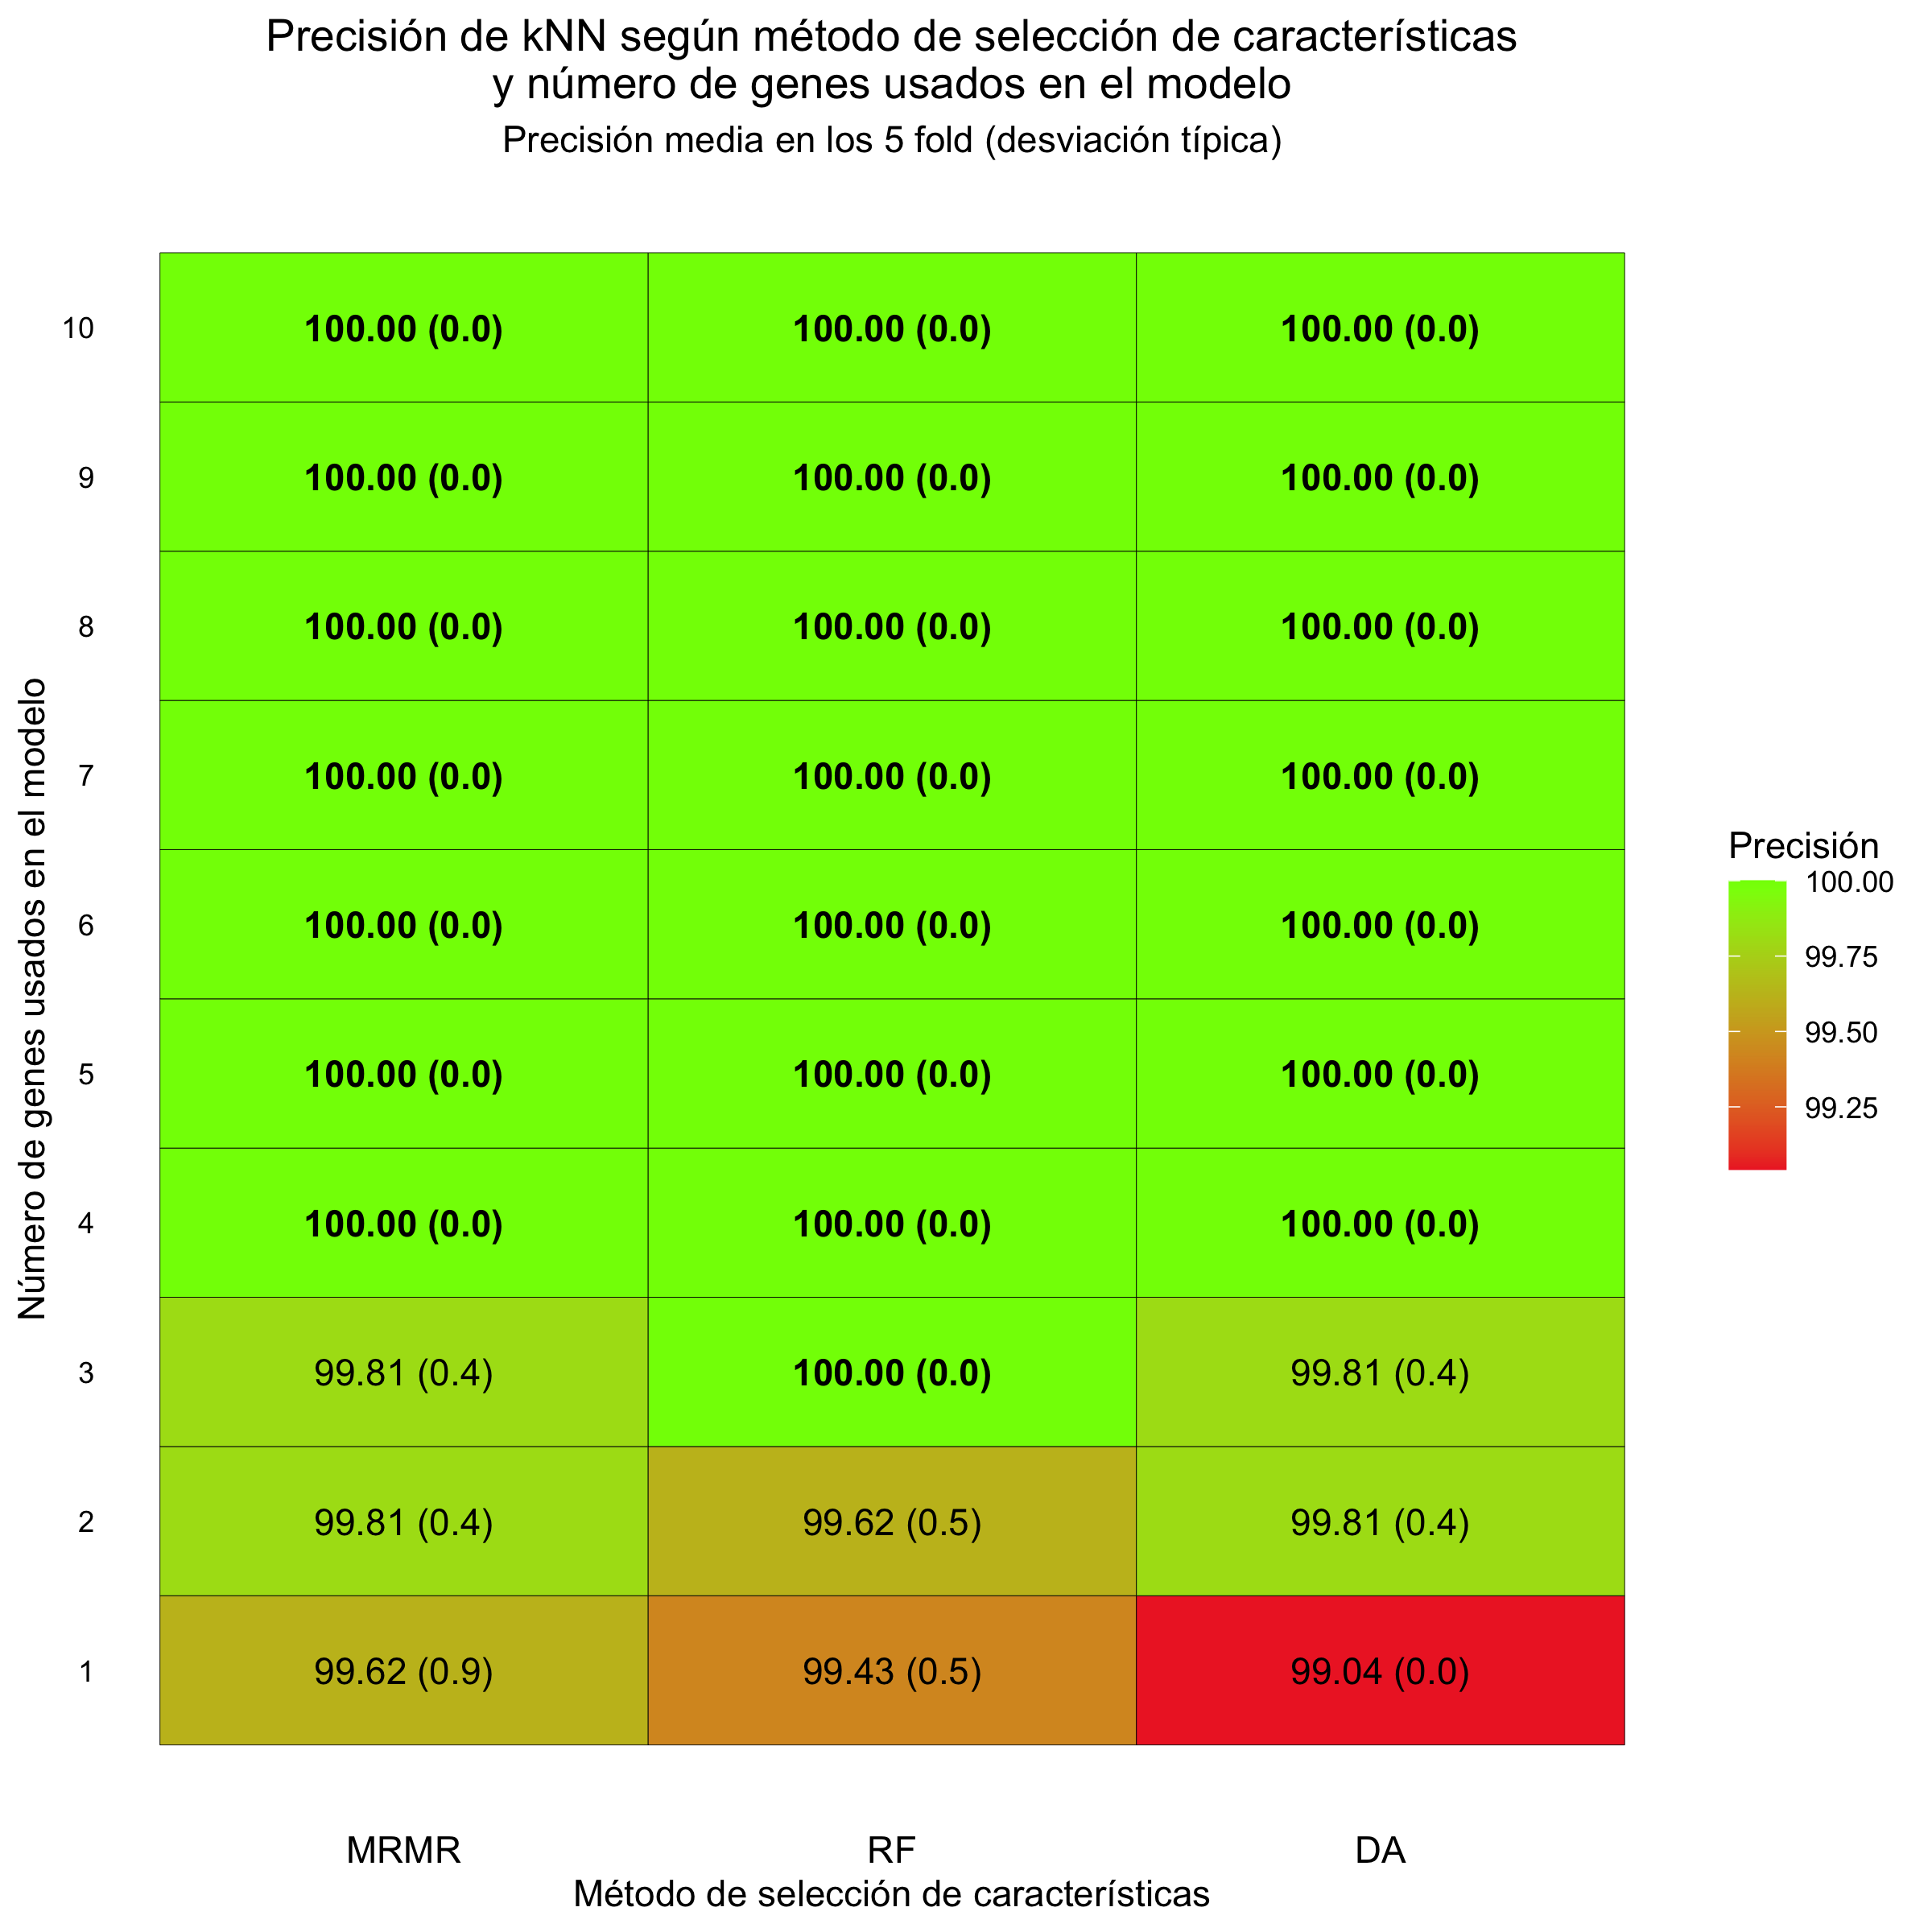 Precisión de kNN según método de selección de características
y número de genes usados en el modelo
Precisión media en los 5 fold (desviación típica)
Número de genes usados en el modelo
10 100.00 (0.0) 100.00 (0.0) 100.00 (0.0)
9 100.00 (0.0) 100.00 (0.0) 100.00 (0.0)
8 100.00 (0.0) 100.00 (0.0) 100.00 (0.0)
7 100.00 (0.0) 100.00 (0.0) 100.00 (0.0)
6 100.00 (0.0) 100.00 (0.0) 100.00 (0.0)
5 100.00 (0.0) 100.00 (0.0) 100.00 (0.0)
4 100.00 (0.0) 100.00 (0.0) 100.00 (0.0)
3 99.81 (0.4) 100.00 (0.0) 99.81 (0.4)
2 99.81 (0.4) 99.62 (0.5) 99.81 (0.4)
1 99.62 (0.9) 99.43 (0.5) 99.04 (0.0)
MRMR RF DA
Método de selección de características
Precisión
100.00
99.75
99.50
99.25